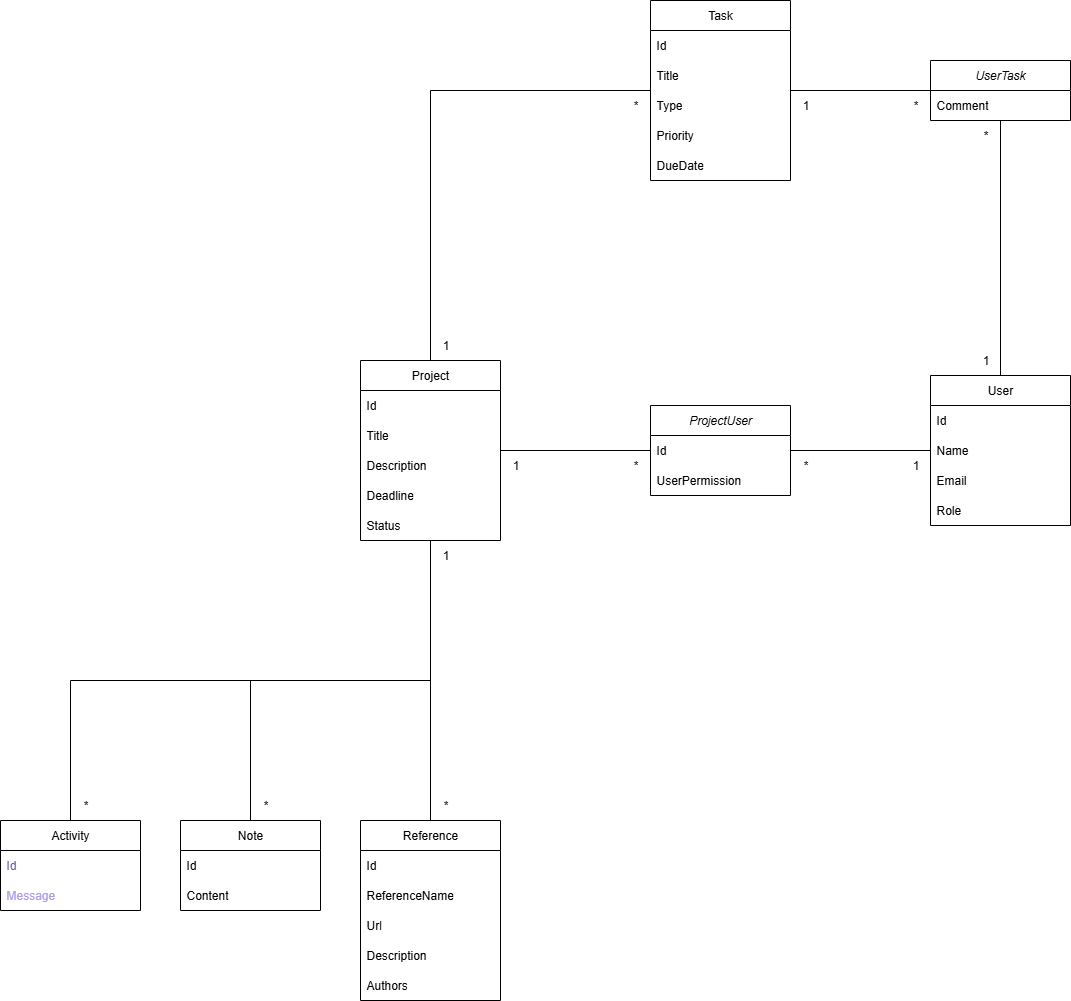 Task
Id
Title
Type
Priority
DueDate
UserTask
Comment
*
1
*
*
1
1
Project
Id
Title
Description
Deadline
Status
ProjectUser
Id
UserPermission
User
Id
Name
Email
Role
1
*
*
1
1
*
*
*
Activity
Id
Message
Note
Id
Content
Reference
Id
ReferenceName
Url
Description
Authors